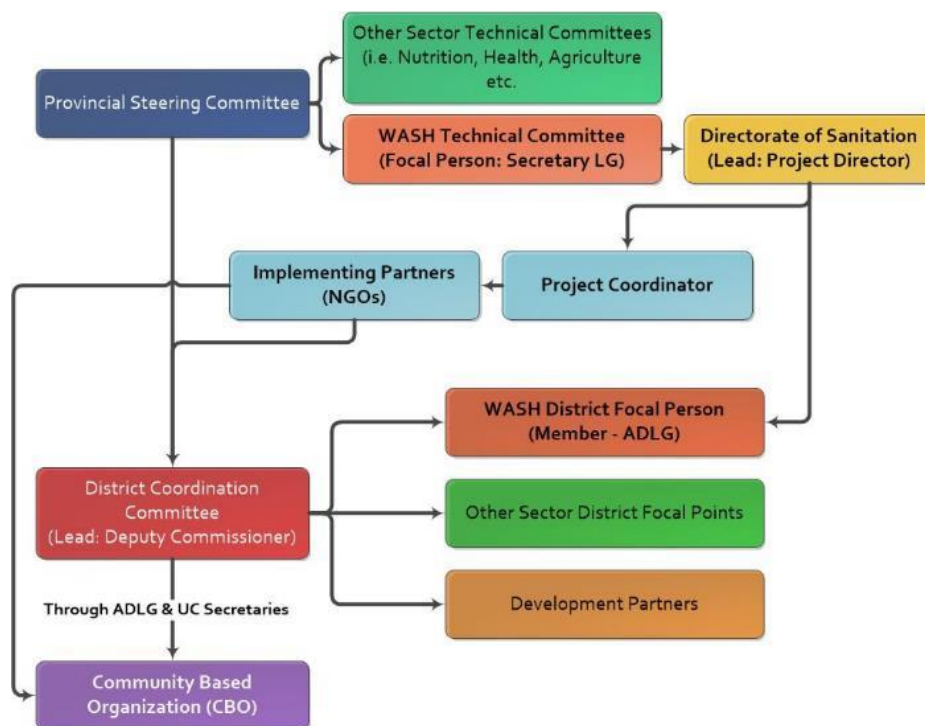 Other Sector Technical Committees
(i.e. Nutrition, Health, Agriculture
etc.
Provincial Steering Committee
WASH Technical Committee
(Focal Person: Secretary LG)
Directorate of Sanitation
(Lead: Project Director)
Implementing Partners
(NGOs)
Project Coordinator
WASH District Focal Person
(Member - ADLG)
District Coordination
Committee
(Lead: Deputy Commissioner)
Other Sector District Focal Points
Development Partners
Through ADLG & UC Secretaries
Community Based
Organization (CBO)